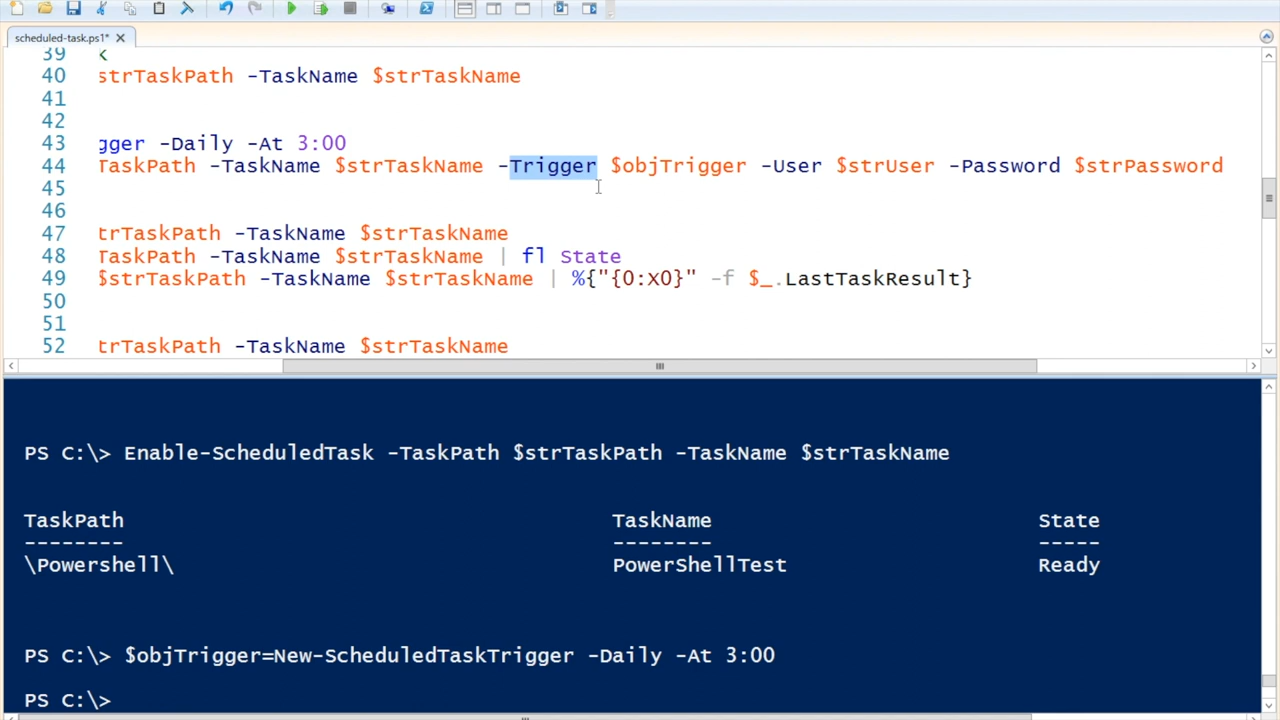 scheduled-task.ps1*
39 k
40 strTaskPath -TaskName $strTaskName
41
42
43 gger -Daily -At 3:00
44 TaskPath -TaskName $strTaskName -Trigger $objTrigger -User $strUser -Password $strPassword
45
46
47 trTaskPath -TaskName $strTaskName
48 TaskPath -TaskName $strTaskName | fl State
49 $strTaskPath -TaskName $strTaskName | %{"{0:X0}" -f $_.LastTaskResult}
50
51
52 trTaskPath -TaskName $strTaskName
PS C:\> Enable-ScheduledTask -TaskPath $strTaskPath -TaskName $strTaskName
TaskPath TaskName State
-------- -------- -----
\Powershell\ PowerShellTest Ready
PS C:\> $objTrigger=New-ScheduledTaskTrigger -Daily -At 3:00
PS C:\>